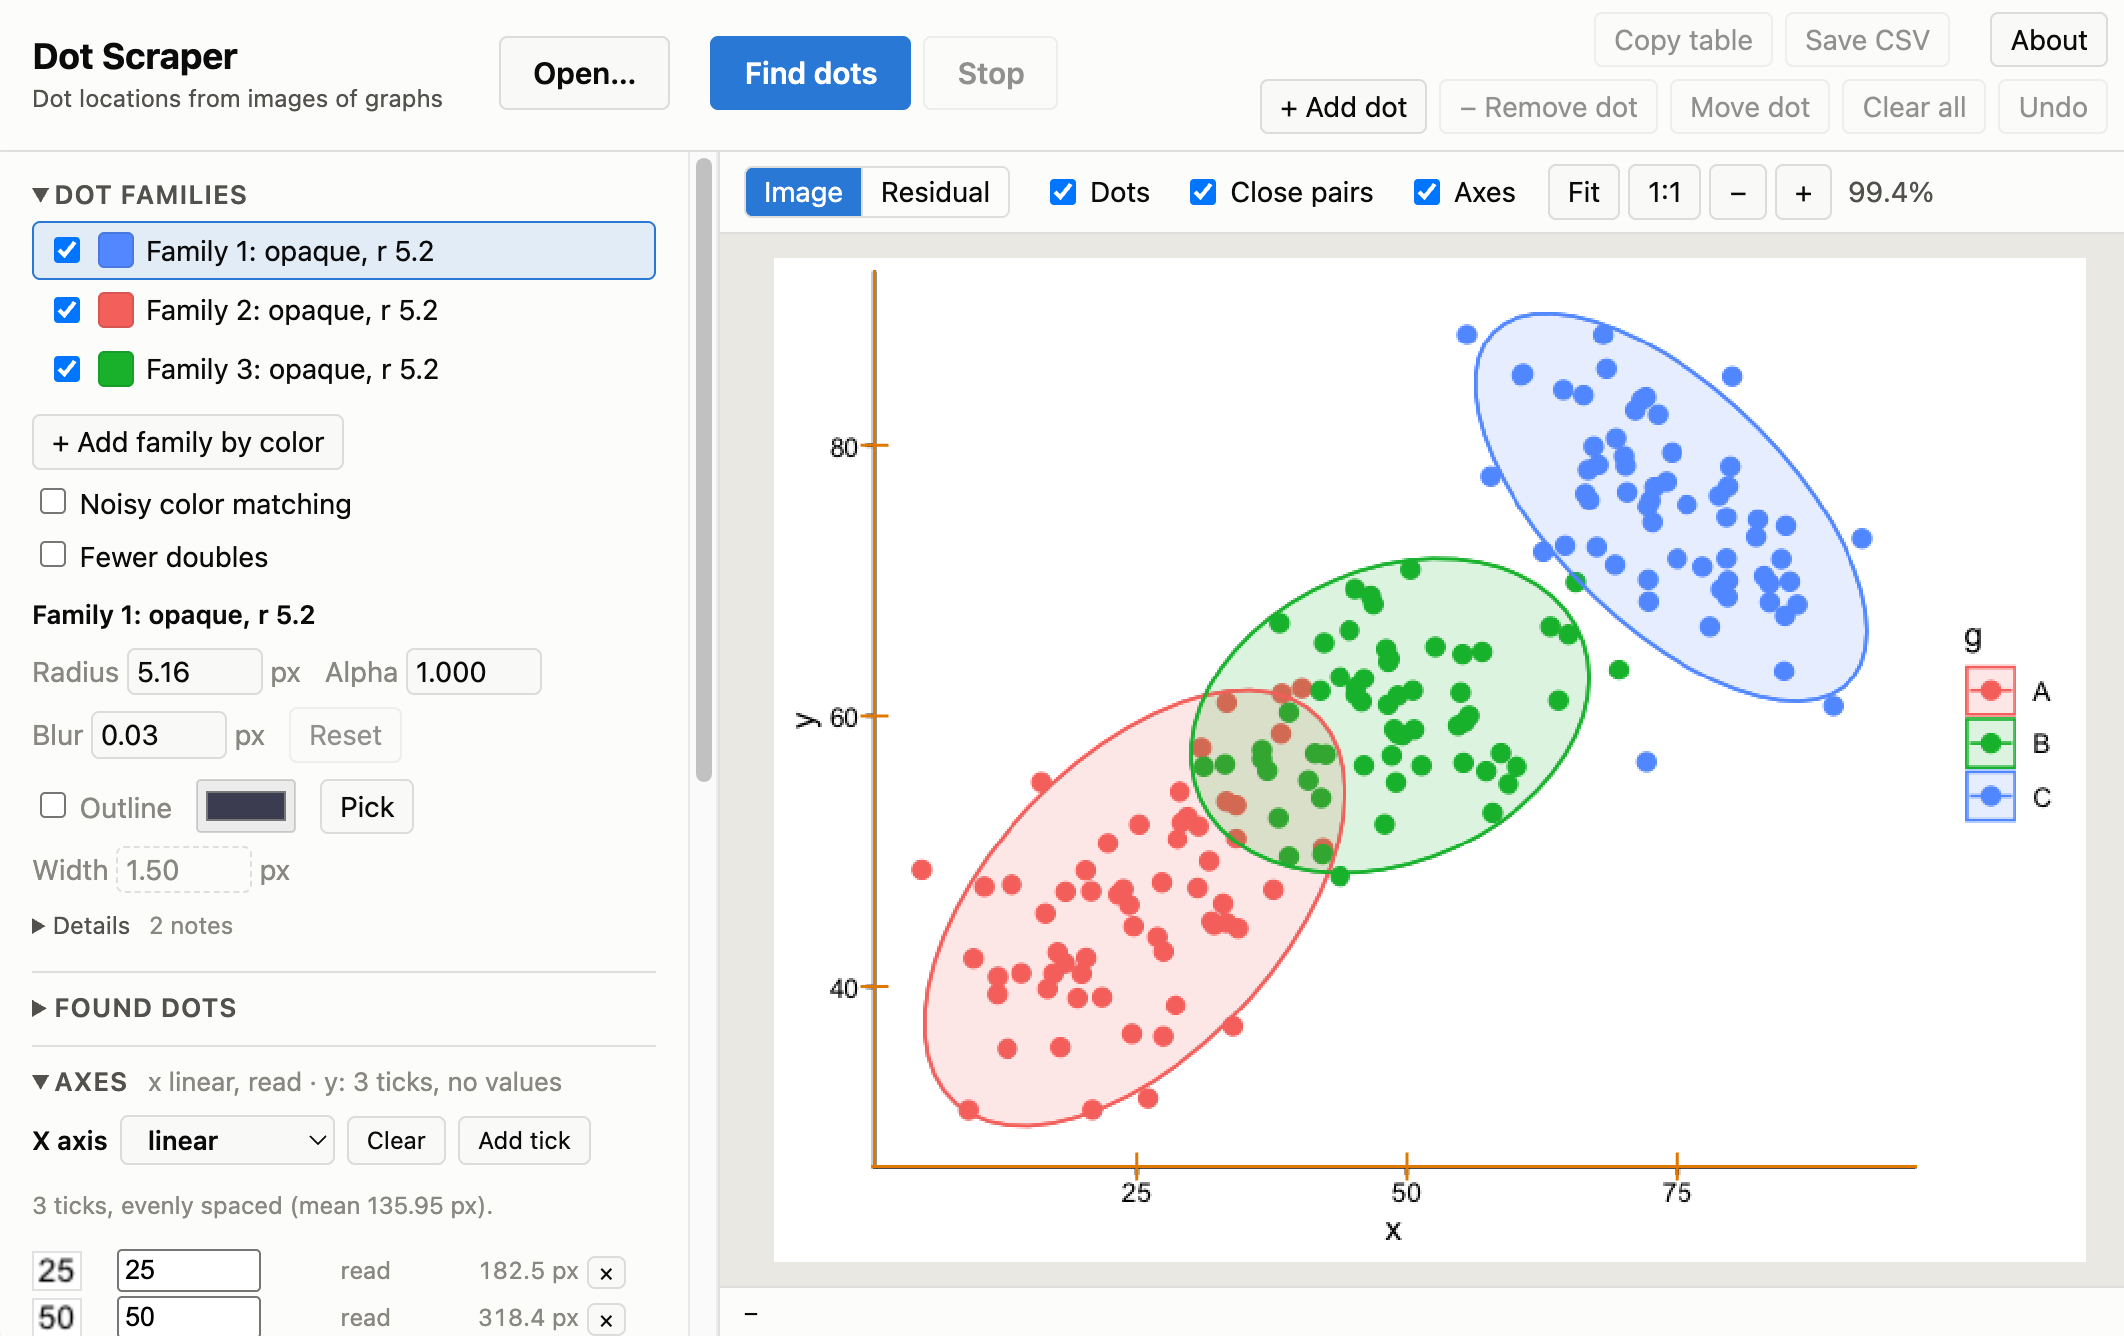 Dot Scraper
Dot locations from images of graphs
Open...
Find dots
Stop
Copy table
Save CSV
About
+ Add dot
– Remove dot
Move dot
Clear all
Undo
▼ DOT FAMILIES
Family 1: opaque, r 5.2
Family 2: opaque, r 5.2
Family 3: opaque, r 5.2
+ Add family by color
Noisy color matching
Fewer doubles
Family 1: opaque, r 5.2
Radius 5.16 px Alpha 1.000
Blur 0.03 px Reset
Outline Pick
Width 1.50 px
▶ Details 2 notes
▶ FOUND DOTS
▼ AXES x linear, read · y: 3 ticks, no values
X axis linear Clear Add tick
3 ticks, evenly spaced (mean 135.95 px).
25 25 read 182.5 px ×
50 50 read 318.4 px ×
Image Residual Dots Close pairs Axes Fit 1:1 – + 99.4%
80
60
40
y
25 50 75
x
g
A
B
C
–